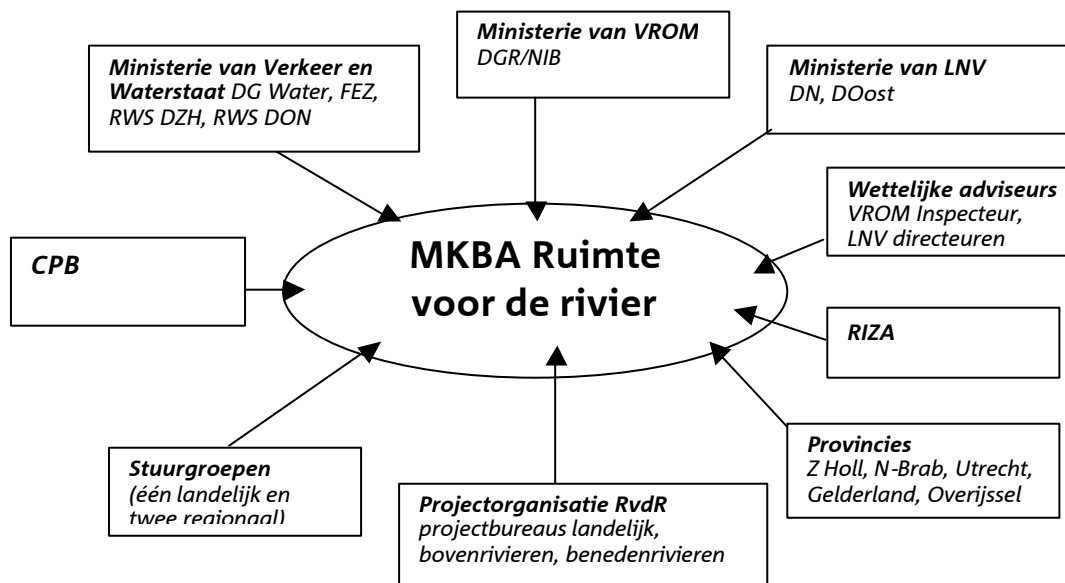 Ministerie van VROM
DGR/NIB
Ministerie van Verkeer en
Waterstaat DG Water, FEZ,
RWS DZH, RWS DON
Ministerie van LNV
DN, DOost
Wettelijke adviseurs
VROM Inspecteur,
LNV directeuren
CPB
MKBA Ruimte
voor de rivier
RIZA
Stuurgroepen
(één landelijk en
twee regionaal)
Projectorganisatie RvdR
projectbureaus landelijk,
bovenrivieren, benedenrivieren
Provincies
Z Holl, N-Brab, Utrecht,
Gelderland, Overijssel